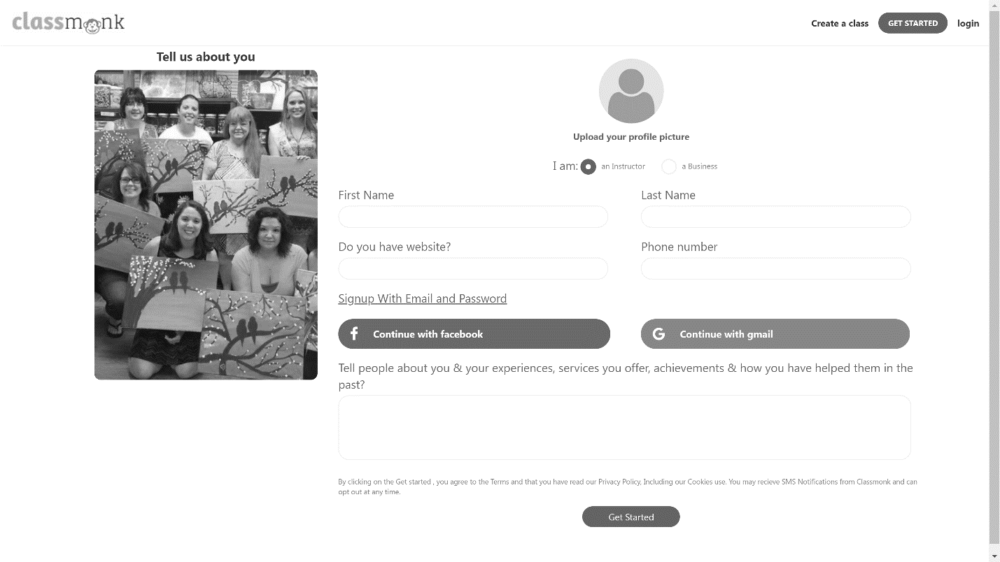 classmonk
Create a class
GET STARTED
login
Tell us about you
Upload your profile picture
I am:
an Instructor
a Business
First Name
Last Name
Do you have website?
Phone number
Signup With Email and Password
Continue with facebook
Continue with gmail
Tell people about you & your experiences, services you offer, achievements & how you have helped them in the
past?
By clicking on the Get started , you agree to the Terms and that you have read our Privacy Policy, Including our Cookies use. You may recieve SMS Notifications from Classmonk and can
opt out at any time.
Get Started